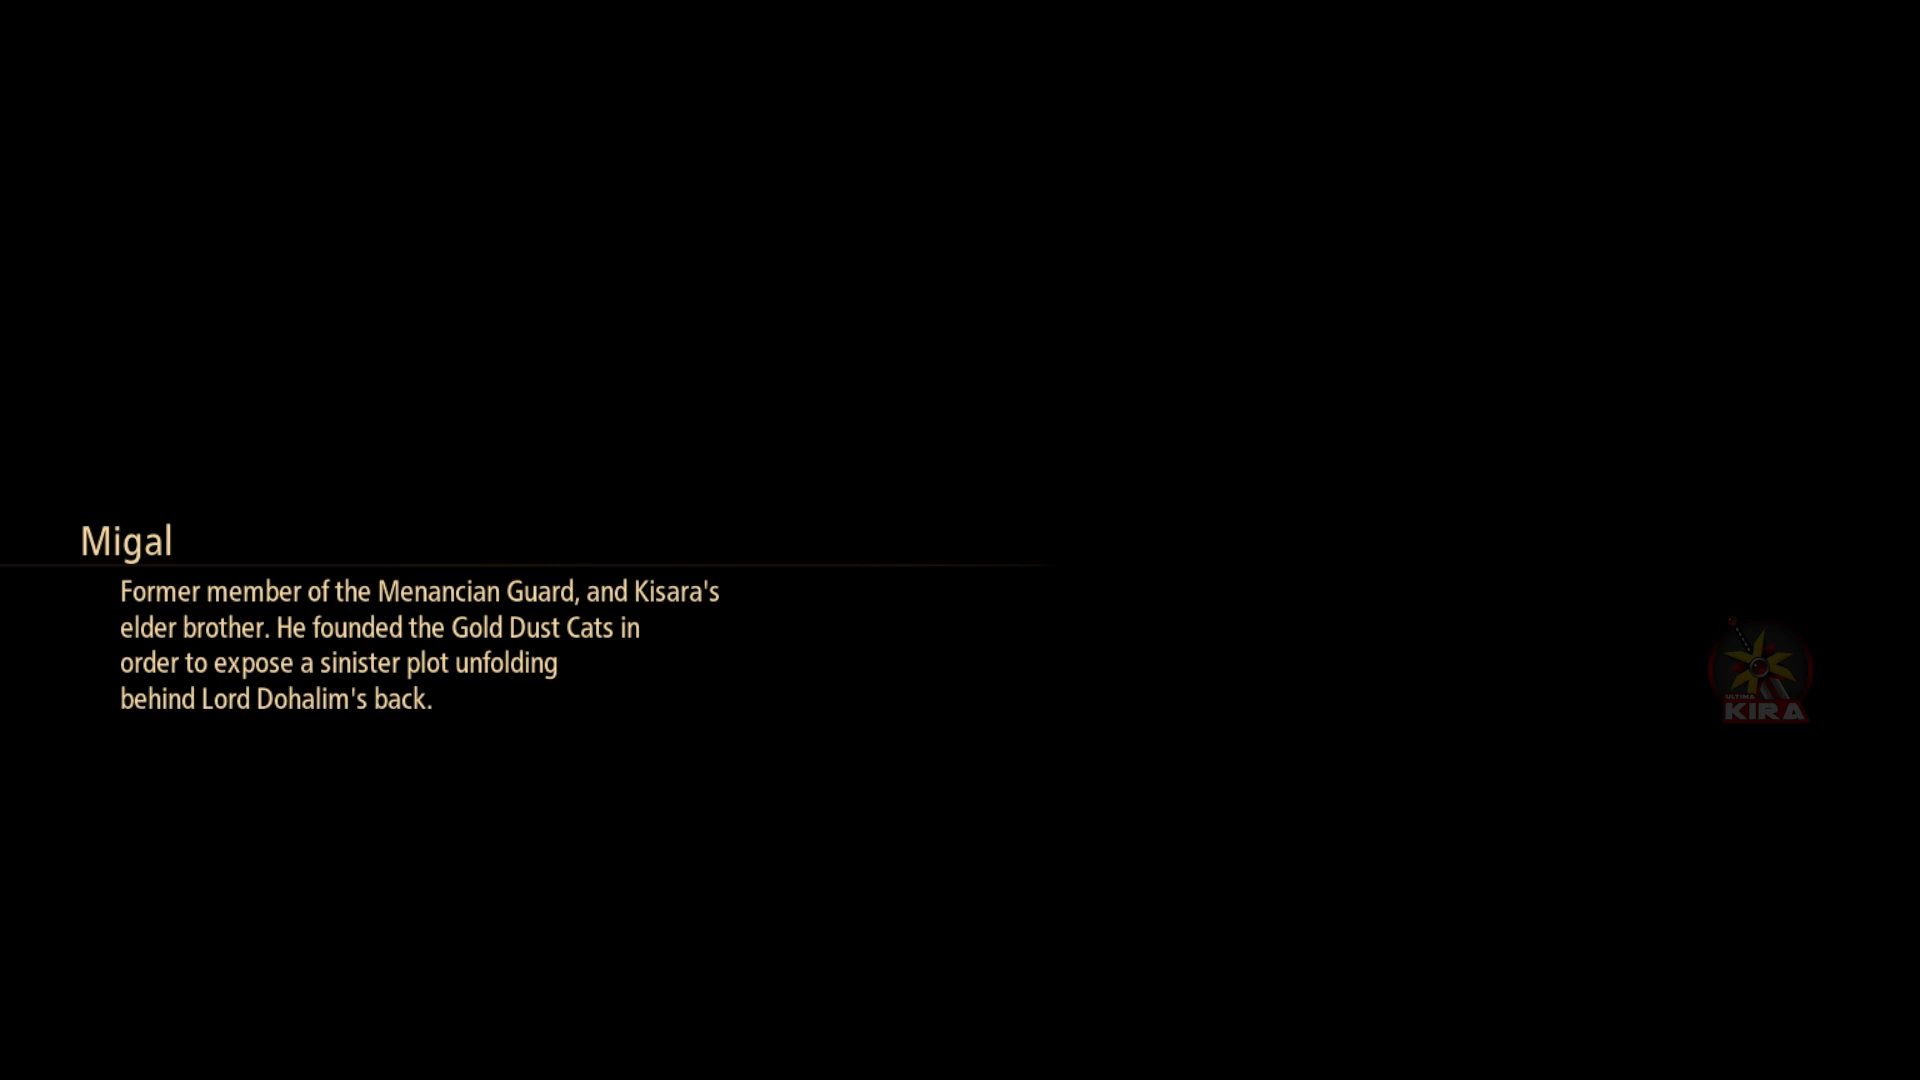 Migal
Former member of the Menancian Guard, and Kisara's
elder brother. He founded the Gold Dust Cats in
order to expose a sinister plot unfolding
behind Lord Dohalim's back.
ULTIMA
KIRA